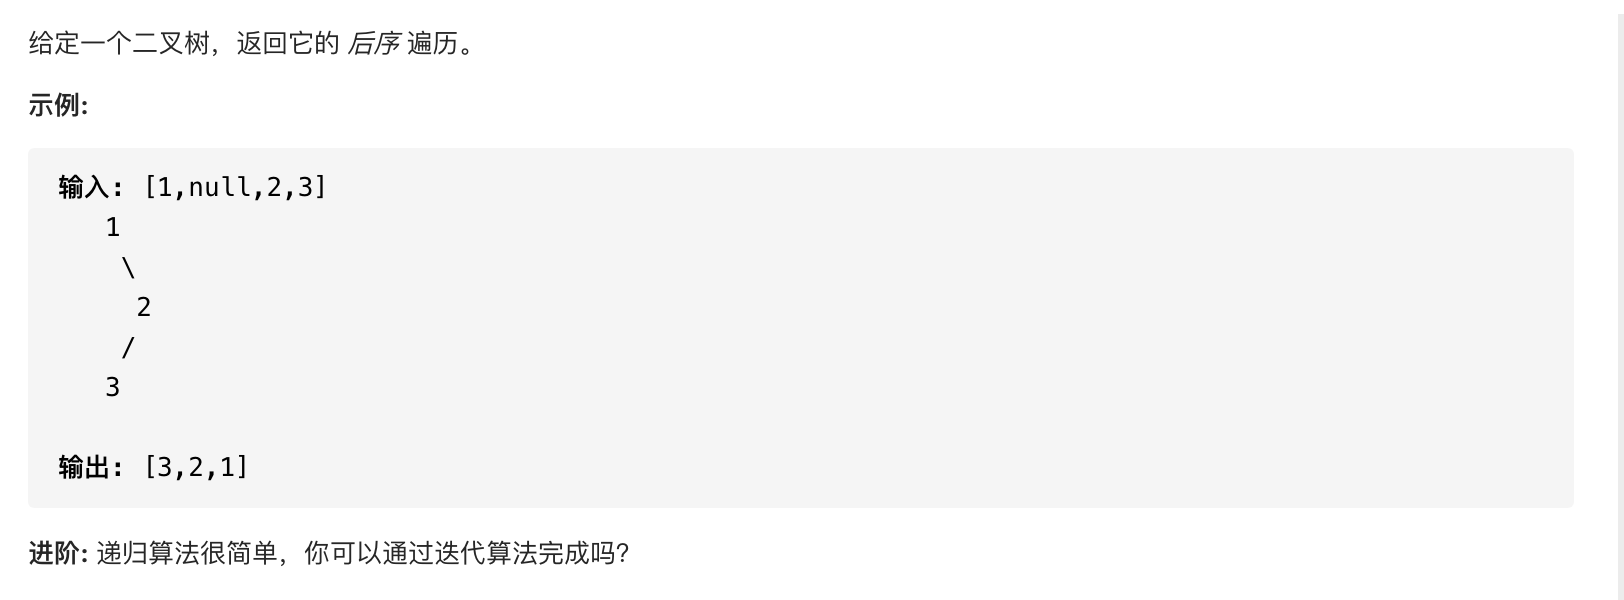 给定一个二叉树，返回它的 后序 遍历。
示例:
输入: [1,null,2,3]
1
\
2
/
3
输出: [3,2,1]
进阶: 递归算法很简单，你可以通过迭代算法完成吗？